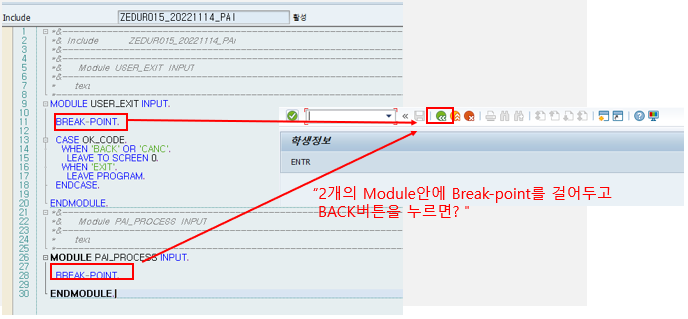 Include ZEDUR015_20221114_PAI 활성
1 *&---------------------------------------------------------------------*
2 *& Include ZEDUR015_20221114_PAI
3 *&---------------------------------------------------------------------*
4 *&---------------------------------------------------------------------*
5 *& Module USER_EXIT INPUT
6 *&---------------------------------------------------------------------*
7 * text
8 *----------------------------------------------------------------------*
9 MODULE USER_EXIT INPUT.
10
11 BREAK-POINT.
12
13 CASE OK_CODE.
14 WHEN 'BACK' OR 'CANC'.
15 LEAVE TO SCREEN 0.
16 WHEN 'EXIT'.
17 LEAVE PROGRAM.
18 ENDCASE.
19
20 ENDMODULE.
21 *&---------------------------------------------------------------------*
22 *& Module PAI_PROCESS INPUT
23 *&---------------------------------------------------------------------*
24 * text
25 *----------------------------------------------------------------------*
26 MODULE PAI_PROCESS INPUT.
27
28 BREAK-POINT.
29
30 ENDMODULE.
학생정보
ENTR
“2개의 Module안에 Break-point를 걸어두고
BACK버튼을 누르면? ”